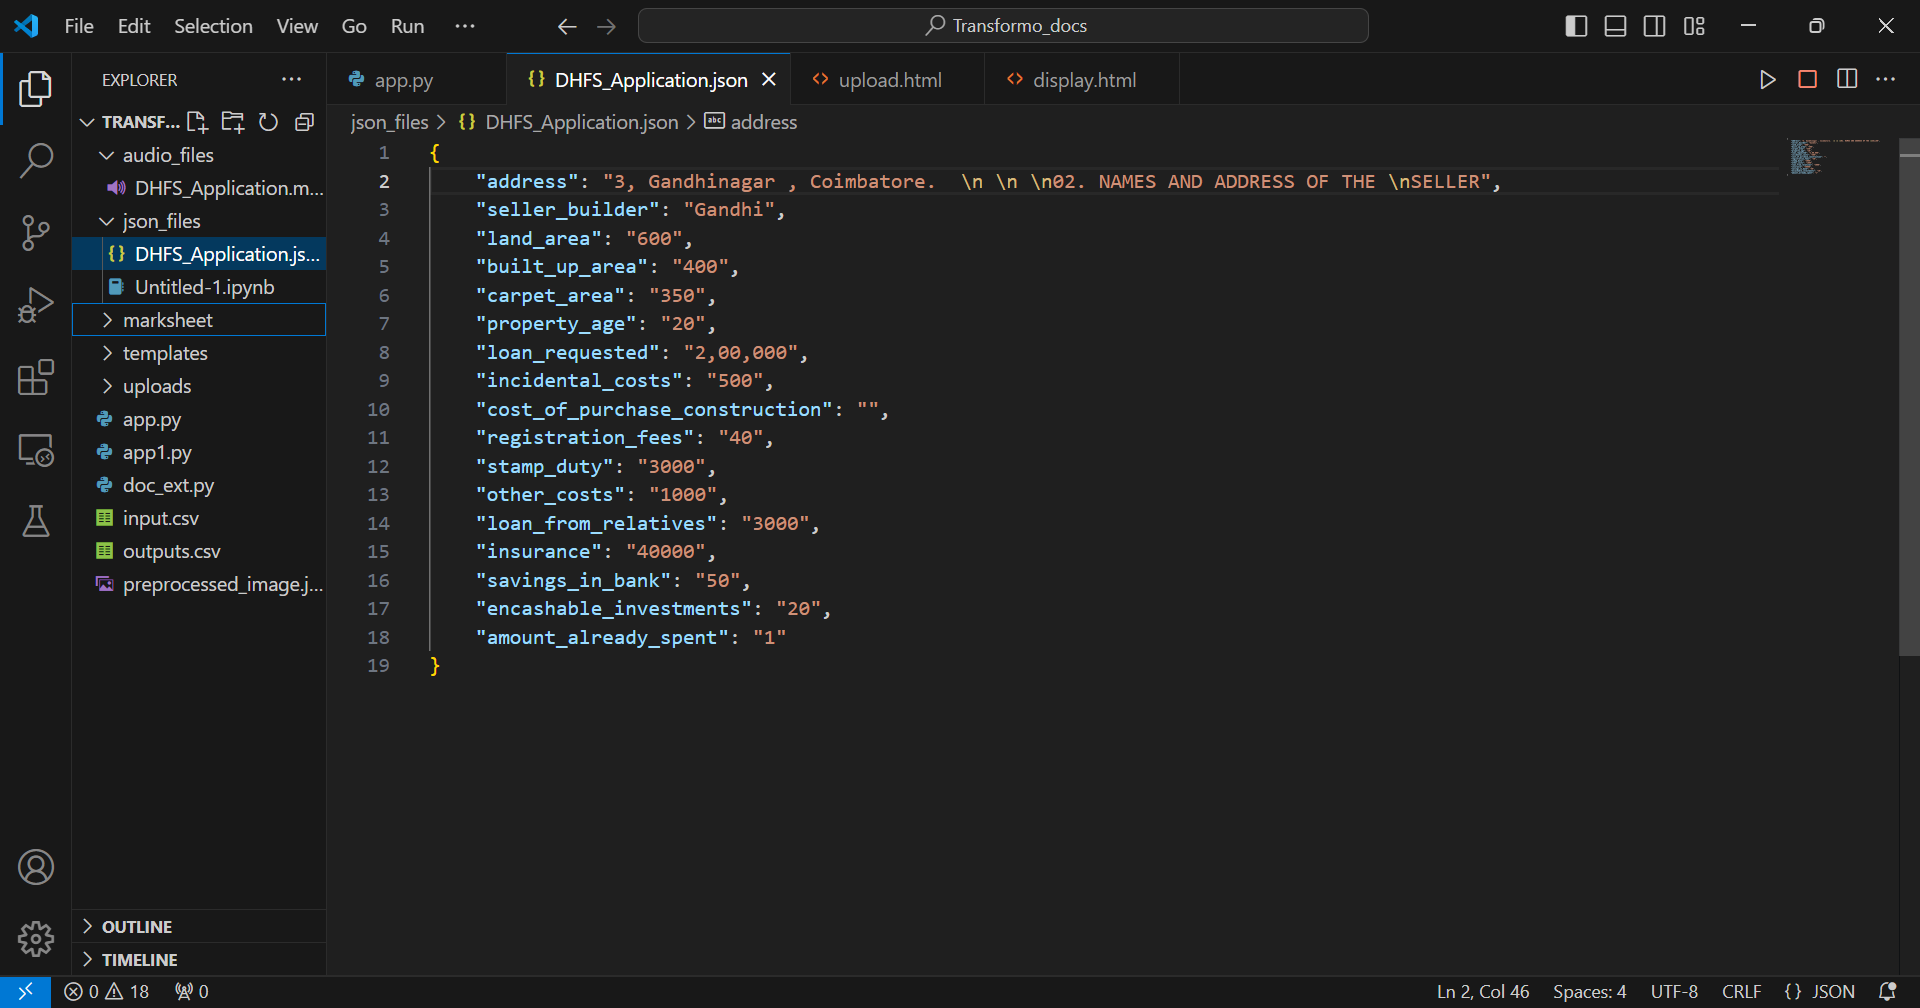 File Edit Selection View Go Run ··· Transformo_docs
EXPLORER ···
TRANSF...
audio_files
DHFS_Application.m...
json_files
DHFS_Application.js...
Untitled-1.ipynb
marksheet
templates
uploads
app.py
app1.py
doc_ext.py
input.csv
outputs.csv
preprocessed_image.j...
OUTLINE
TIMELINE
app.py {} DHFS_Application.json upload.html display.html
json_files > {} DHFS_Application.json > abc address
1 {
2 "address": "3, Gandhinagar , Coimbatore.  \n \n \n02. NAMES AND ADDRESS OF THE \nSELLER",
3 "seller_builder": "Gandhi",
4 "land_area": "600",
5 "built_up_area": "400",
6 "carpet_area": "350",
7 "property_age": "20",
8 "loan_requested": "2,00,000",
9 "incidental_costs": "500",
10 "cost_of_purchase_construction": "",
11 "registration_fees": "40",
12 "stamp_duty": "3000",
13 "other_costs": "1000",
14 "loan_from_relatives": "3000",
15 "insurance": "40000",
16 "savings_in_bank": "50",
17 "encashable_investments": "20",
18 "amount_already_spent": "1"
19 }
0 18 0 Ln 2, Col 46 Spaces: 4 UTF-8 CRLF {} JSON